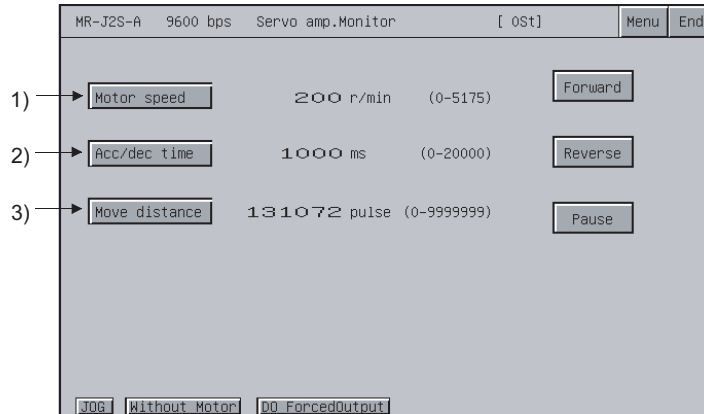 MR-J2S-A 9600 bps Servo amp.Monitor [ 0St] Menu End
1) Motor speed 200 r/min (0-5175) Forward
2) Acc/dec time 1000 ms (0-20000) Reverse
3) Move distance 131072 pulse (0-9999999) Pause
JOG Without Motor DO ForcedOutput